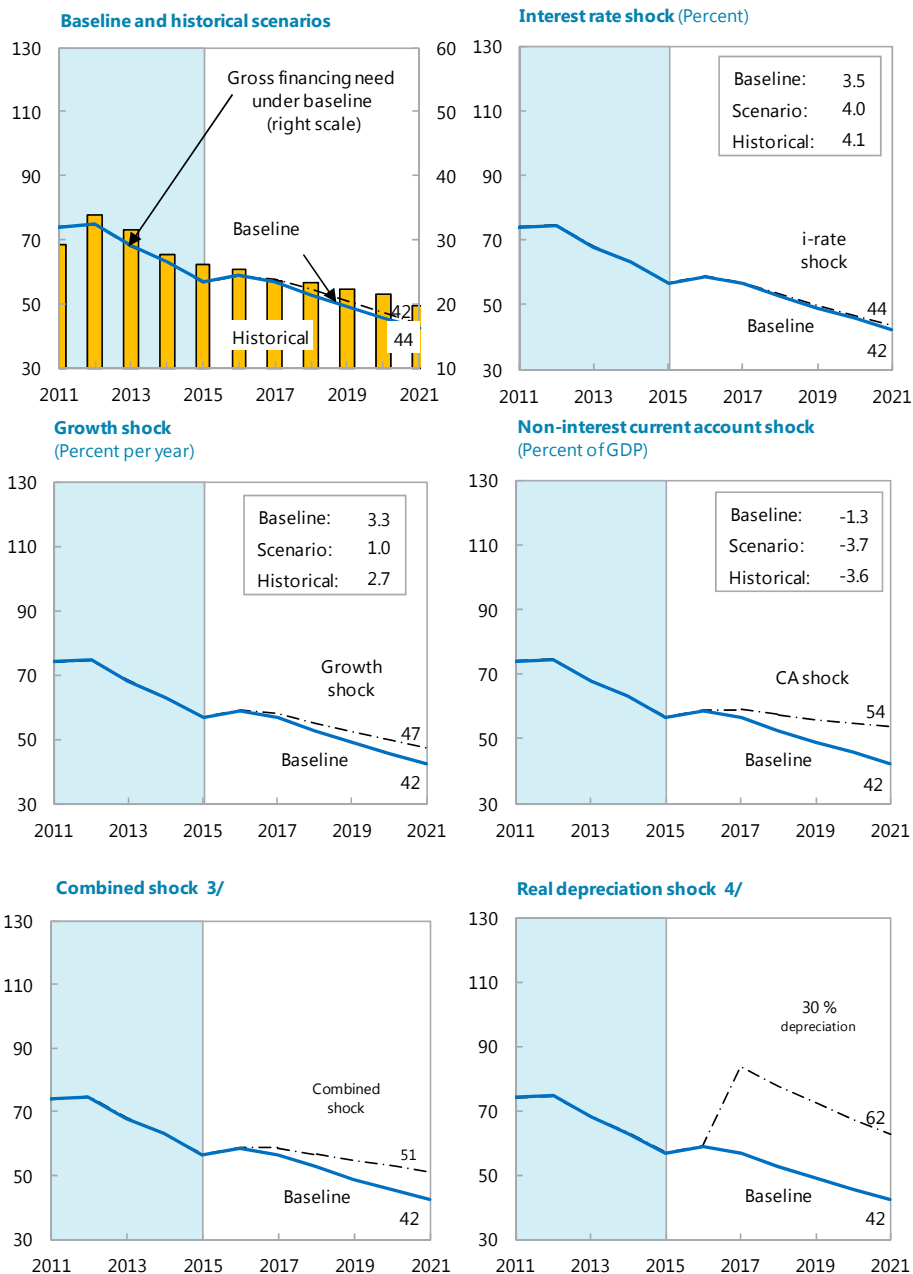 Baseline and historical scenarios
130
110
90
70
50
30
60
50
40
30
20
10
Gross financing need
under baseline
(right scale)
Baseline
42
Historical
44
2011 2013 2015 2017 2019 2021
Interest rate shock (Percent)
130
110
90
70
50
30
Baseline: 3.5
Scenario: 4.0
Historical: 4.1
i-rate
shock
44
Baseline
42
2011 2013 2015 2017 2019 2021
Growth shock
(Percent per year)
130
110
90
70
50
30
Baseline: 3.3
Scenario: 1.0
Historical: 2.7
Growth
shock
47
Baseline
42
2011 2013 2015 2017 2019 2021
Non-interest current account shock
(Percent of GDP)
130
110
90
70
50
30
Baseline: -1.3
Scenario: -3.7
Historical: -3.6
CA shock
54
Baseline
42
2011 2013 2015 2017 2019 2021
Combined shock 3/
130
110
90
70
50
30
Combined
shock
51
Baseline
42
2011 2013 2015 2017 2019 2021
Real depreciation shock 4/
130
110
90
70
50
30
30 %
depreciation
62
Baseline
42
2011 2013 2015 2017 2019 2021